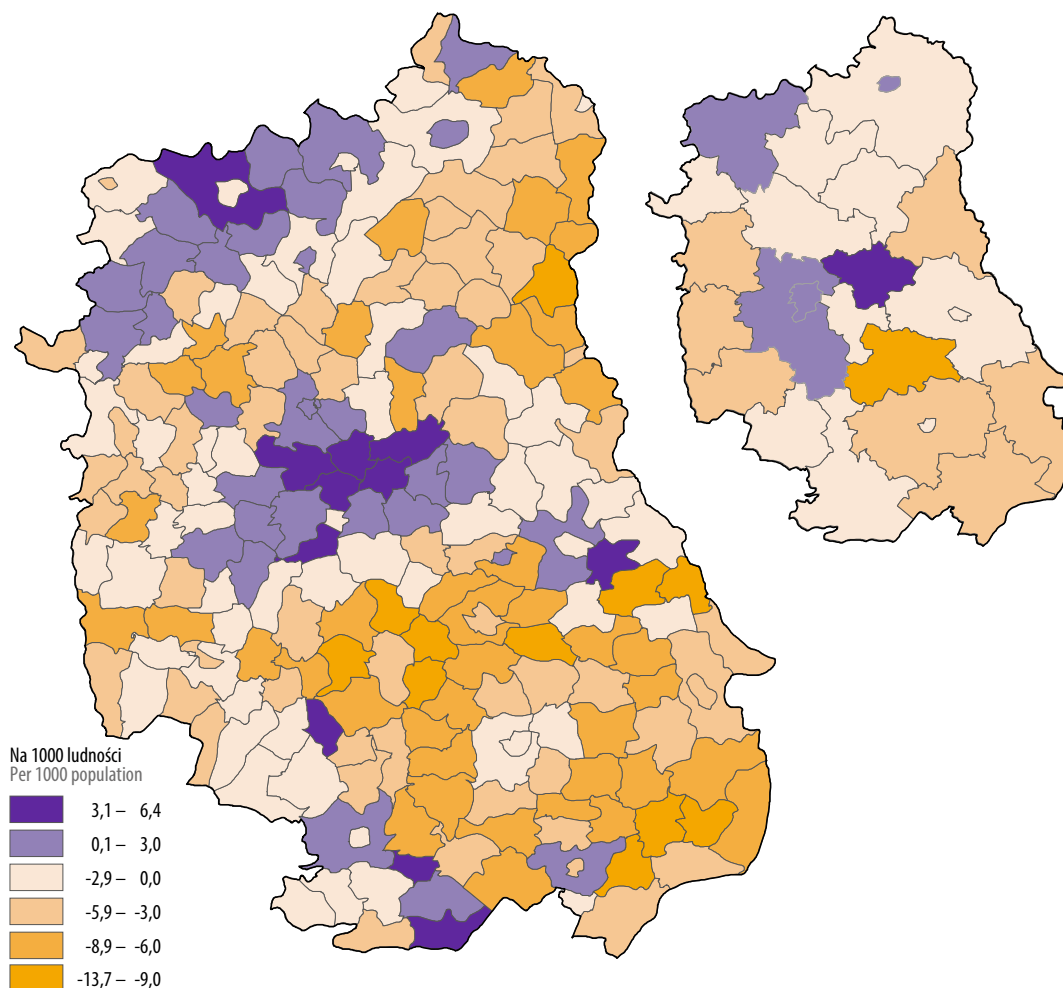 Na 1000 ludności
Per 1000 population
3,1 – 6,4
0,1 – 3,0
-2,9 – 0,0
-5,9 – -3,0
-8,9 – -6,0
-13,7 – -9,0